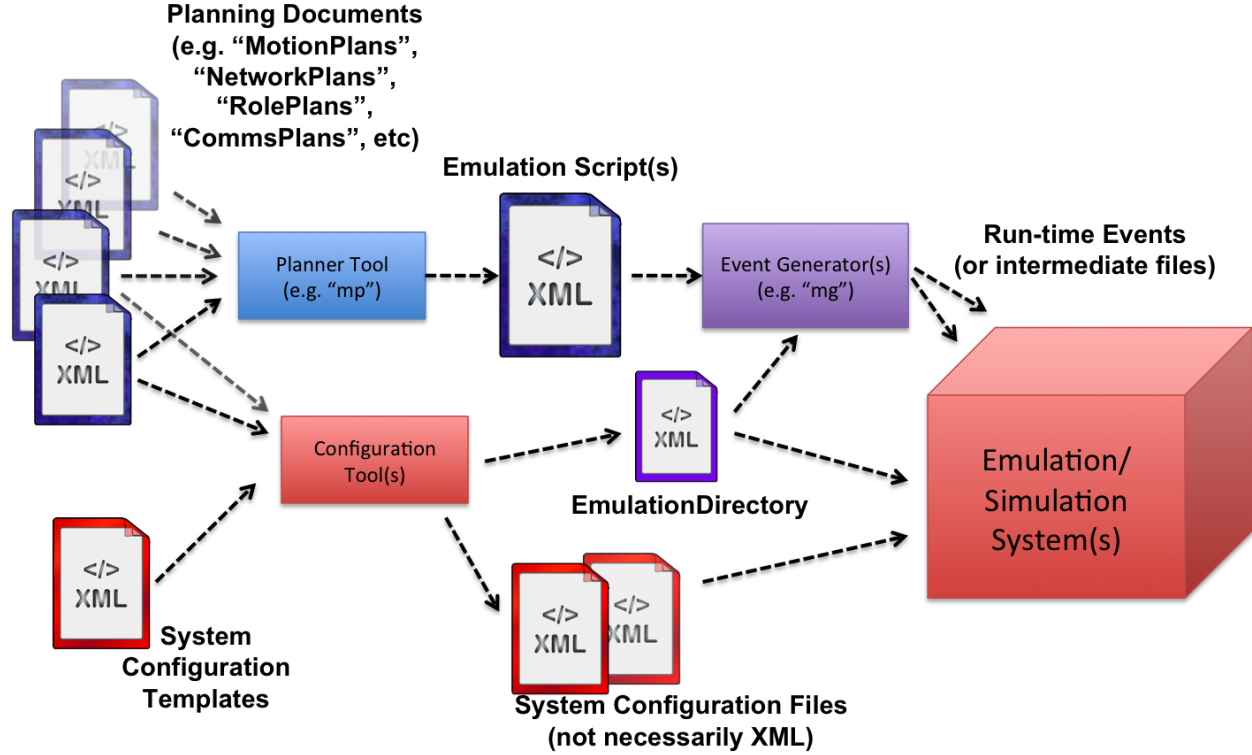 Planning Documents
(e.g. “MotionPlans”,
“NetworkPlans”,
“RolePlans”,
“CommsPlans”, etc)
</>
XML
</>
XML
</>
XML
</>
XML
Planner Tool
(e.g. “mp”)
Emulation Script(s)
</>
XML
Event Generator(s)
(e.g. “mg”)
Run-time Events
(or intermediate files)
Configuration
Tool(s)
</>
XML
EmulationDirectory
Emulation/
Simulation
System(s)
</>
XML
System
Configuration
Templates
</>
XML
</>
XML
System Configuration Files
(not necessarily XML)